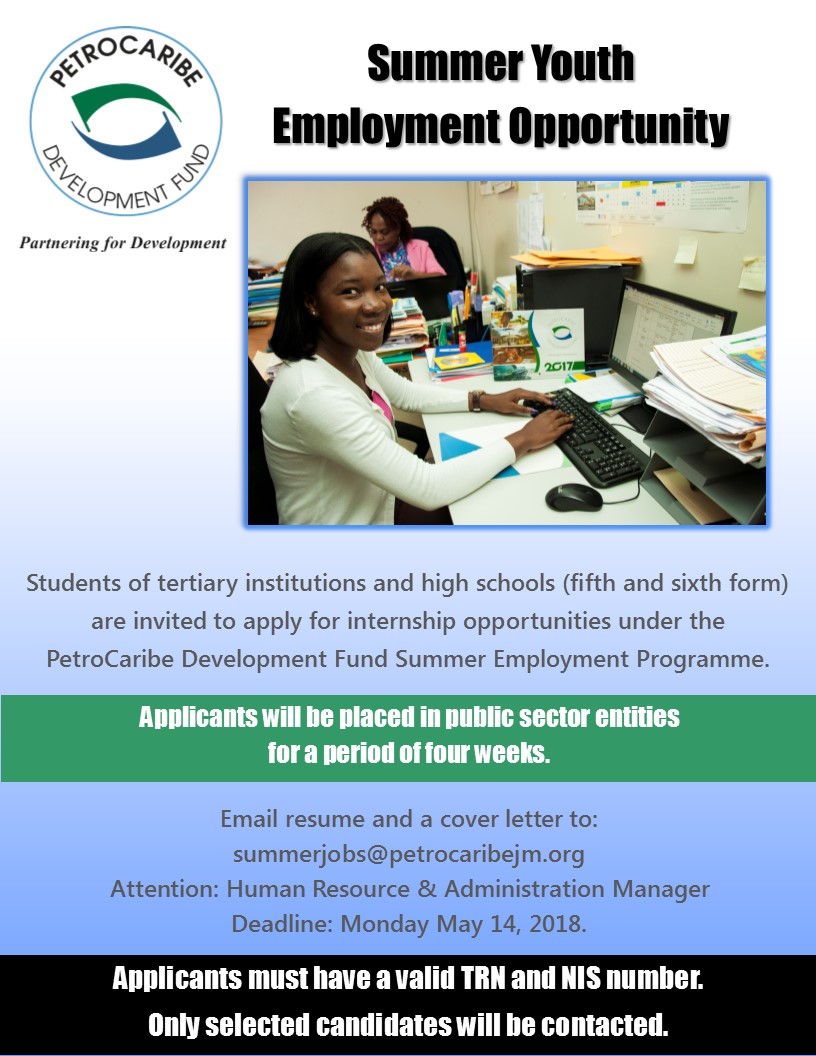 PETROCARIBE
DEVELOPMENT FUND
Partnering for Development
Summer Youth
Employment Opportunity
PETROCARIBE
2017
Students of tertiary institutions and high schools (fifth and sixth form)
are invited to apply for internship opportunities under the
PetroCaribe Development Fund Summer Employment Programme.
Applicants will be placed in public sector entities
for a period of four weeks.
Email resume and a cover letter to:
summerjobs@petrocaribejm.org
Attention: Human Resource & Administration Manager
Deadline: Monday May 14, 2018.
Applicants must have a valid TRN and NIS number.
Only selected candidates will be contacted.